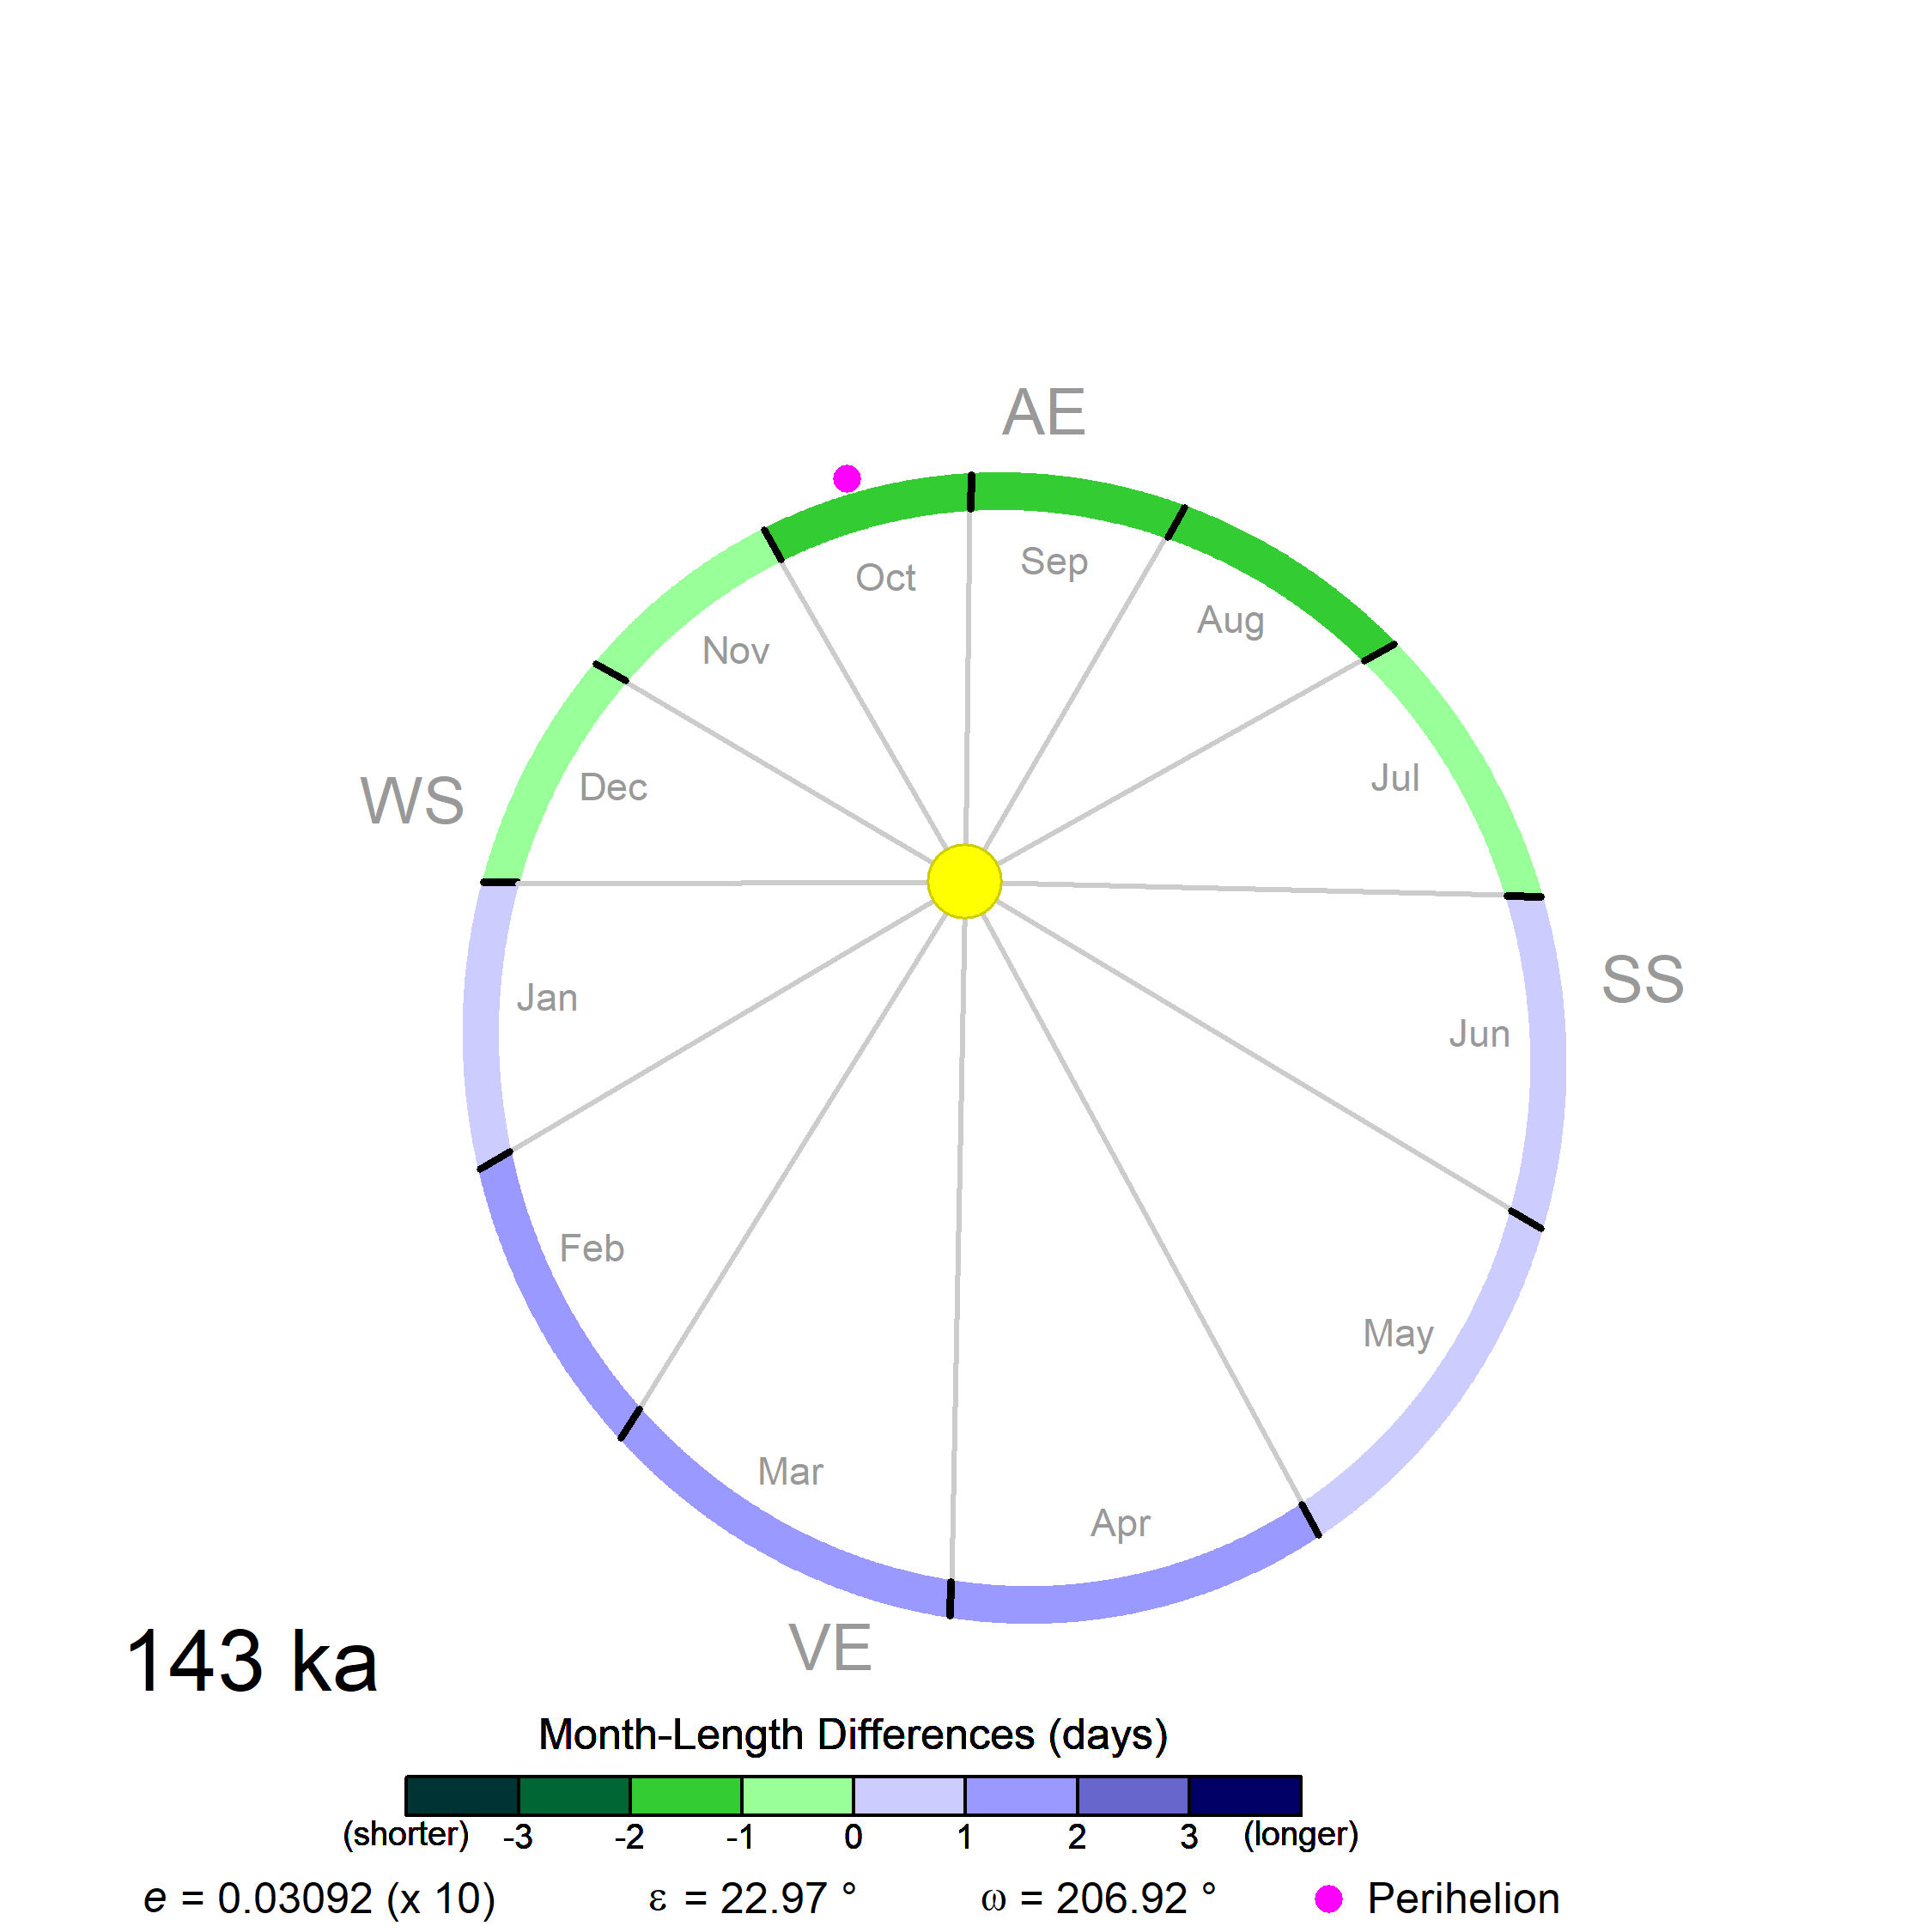 AE
Oct
Sep
Nov
Aug
WS
Dec
Jul
Jan
SS
Jun
Feb
May
Mar
Apr
VE
143 ka
Month-Length Differences (days)
(shorter) -3 -2 -1 0 1 2 3 (longer)
e = 0.03092 (x 10) ε = 22.97 ° ω = 206.92 ° Perihelion